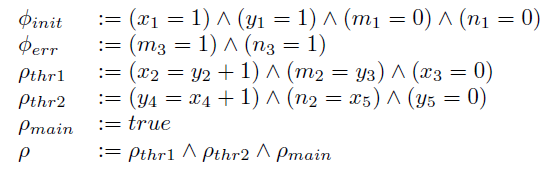 ϕ_init := (x_1 = 1) ∧ (y_1 = 1) ∧ (m_1 = 0) ∧ (n_1 = 0)
ϕ_err := (m_3 = 1) ∧ (n_3 = 1)
ρ_thr1 := (x_2 = y_2 + 1) ∧ (m_2 = y_3) ∧ (x_3 = 0)
ρ_thr2 := (y_4 = x_4 + 1) ∧ (n_2 = x_5) ∧ (y_5 = 0)
ρ_main := true
ρ := ρ_thr1 ∧ ρ_thr2 ∧ ρ_main